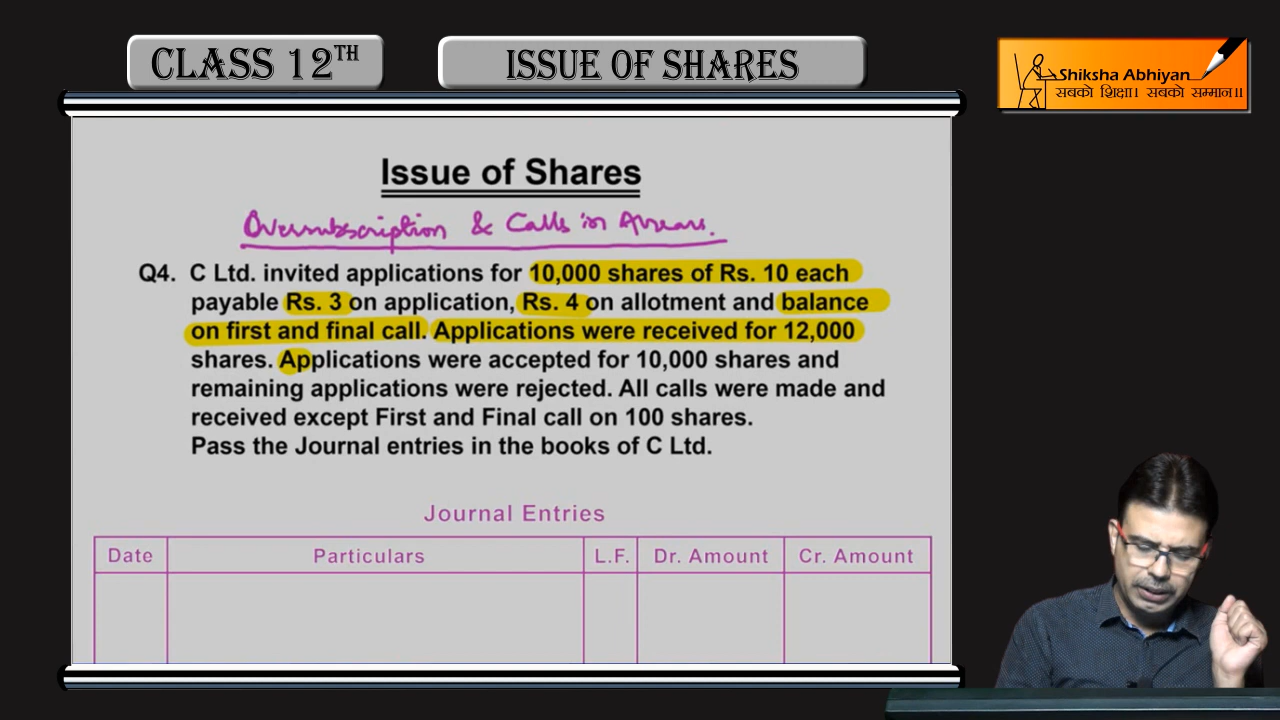 CLASS 12TH
ISSUE OF SHARES
Shiksha Abhiyan
सबको शिक्षा। सबको सम्मान॥
Issue of Shares
Oversubscription & Calls in Arrears.
Q4. C Ltd. invited applications for 10,000 shares of Rs. 10 each
payable Rs. 3 on application, Rs. 4 on allotment and balance
on first and final call. Applications were received for 12,000
shares. Applications were accepted for 10,000 shares and
remaining applications were rejected. All calls were made and
received except First and Final call on 100 shares.
Pass the Journal entries in the books of C Ltd.
Journal Entries
Date Particulars L.F. Dr. Amount Cr. Amount